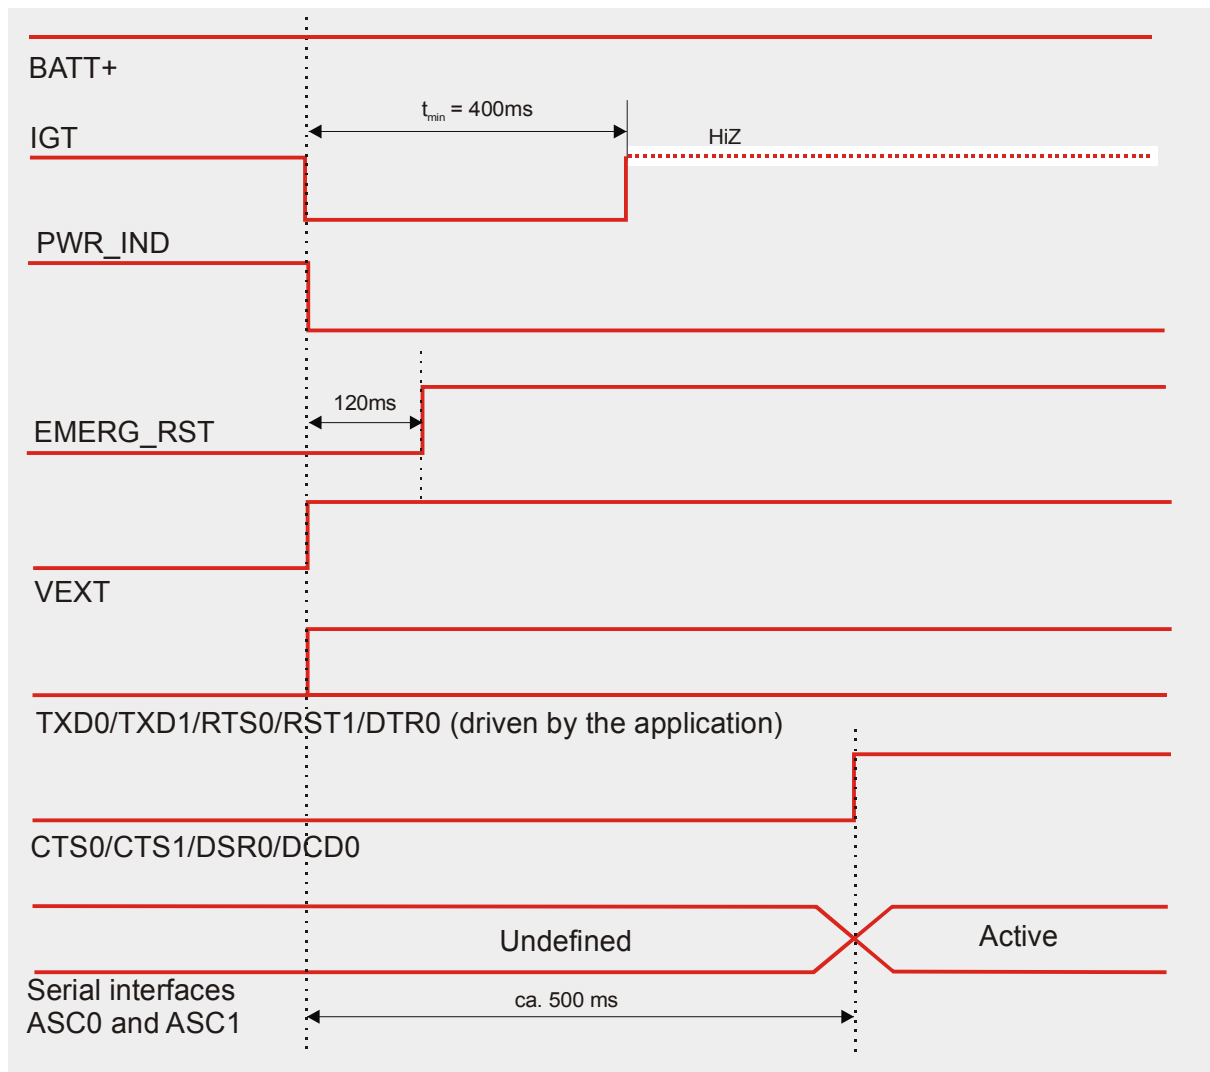 BATT+
tmin = 400ms
IGT
HiZ
PWR_IND
120ms
EMERG_RST
VEXT
TXD0/TXD1/RTS0/RST1/DTR0 (driven by the application)
CTS0/CTS1/DSR0/DCD0
Undefined
Active
Serial interfaces
ASC0 and ASC1
ca. 500 ms